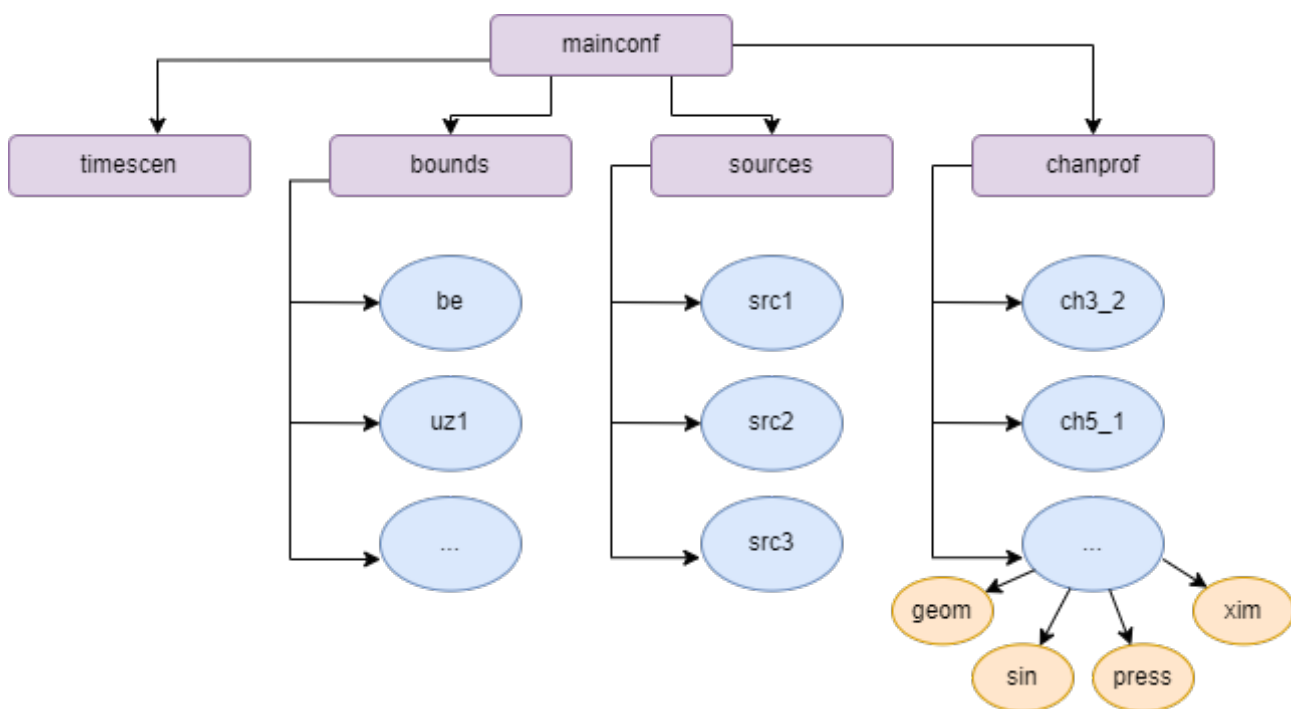 mainconf
timescen
bounds
sources
chanprof
be
src1
ch3_2
uz1
src2
ch5_1
...
src3
...
geom
xim
sin
press